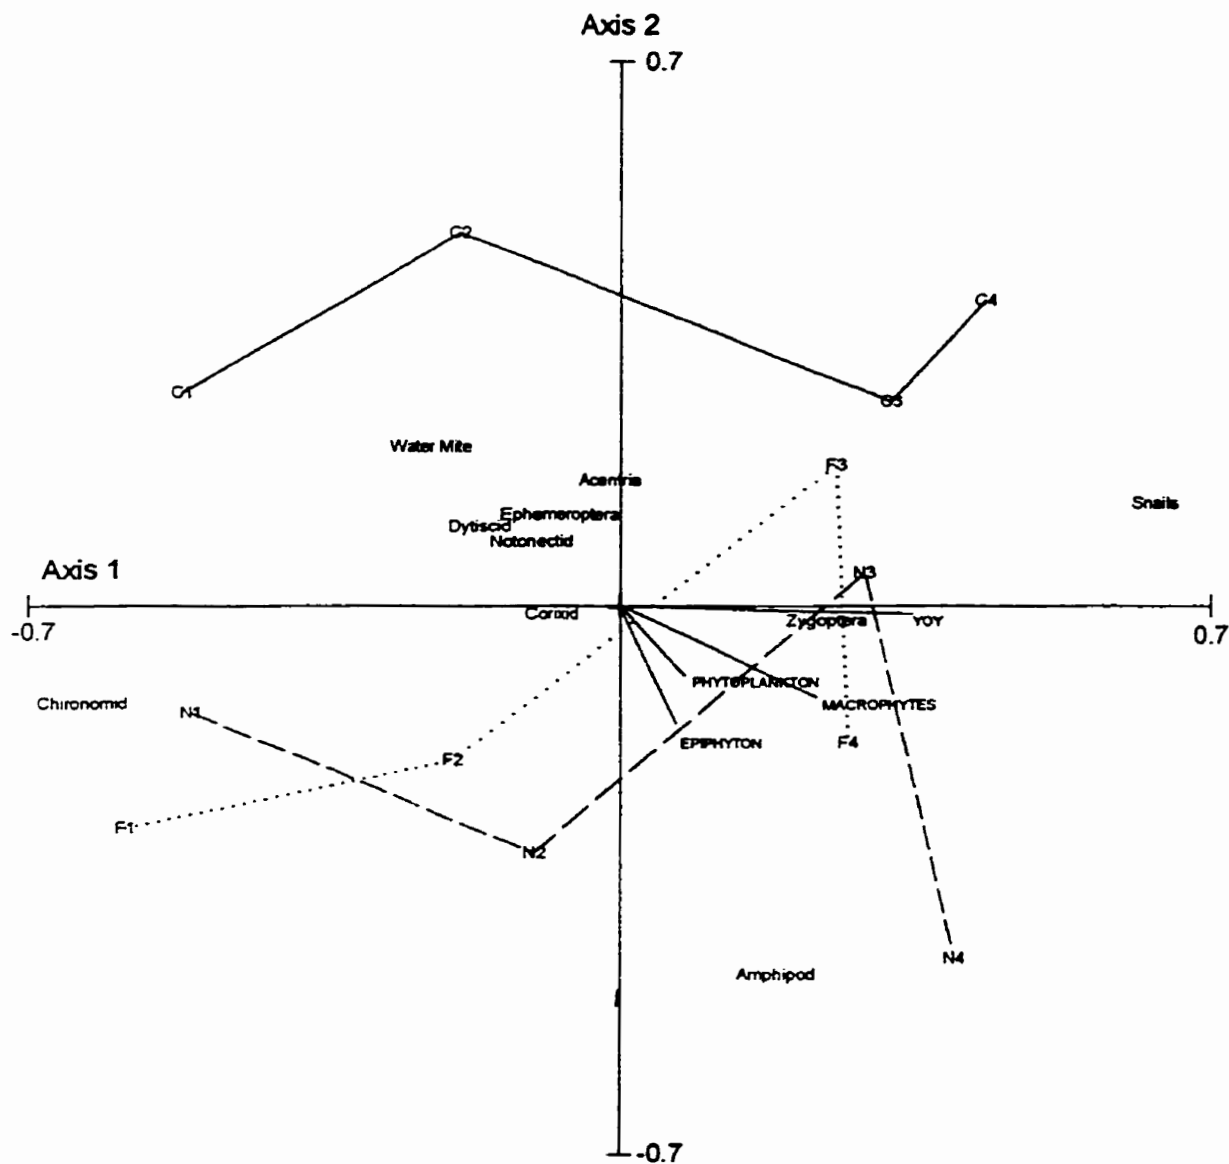 Axis 2
0.7
C2
C4
C1
C3
Water Mite
F3
Acentria
Snails
Ephemeroptera
Dytiscid
Notonectid
Axis 1
N3
-0.7
Corixid
Zygoptera
YOY
0.7
PHYTOPLANKTON
Chironomid
MACROPHYTES
N1
EPIPHYTON
F4
F2
F1
N2
N4
Amphipod
-0.7